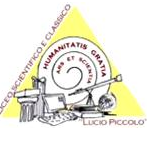 LICEO SCIENTIFICO E CLASSICO
HUMANITATIS GRATIA
ARS ET SCIENTIA
"LUCIO PICCOLO"